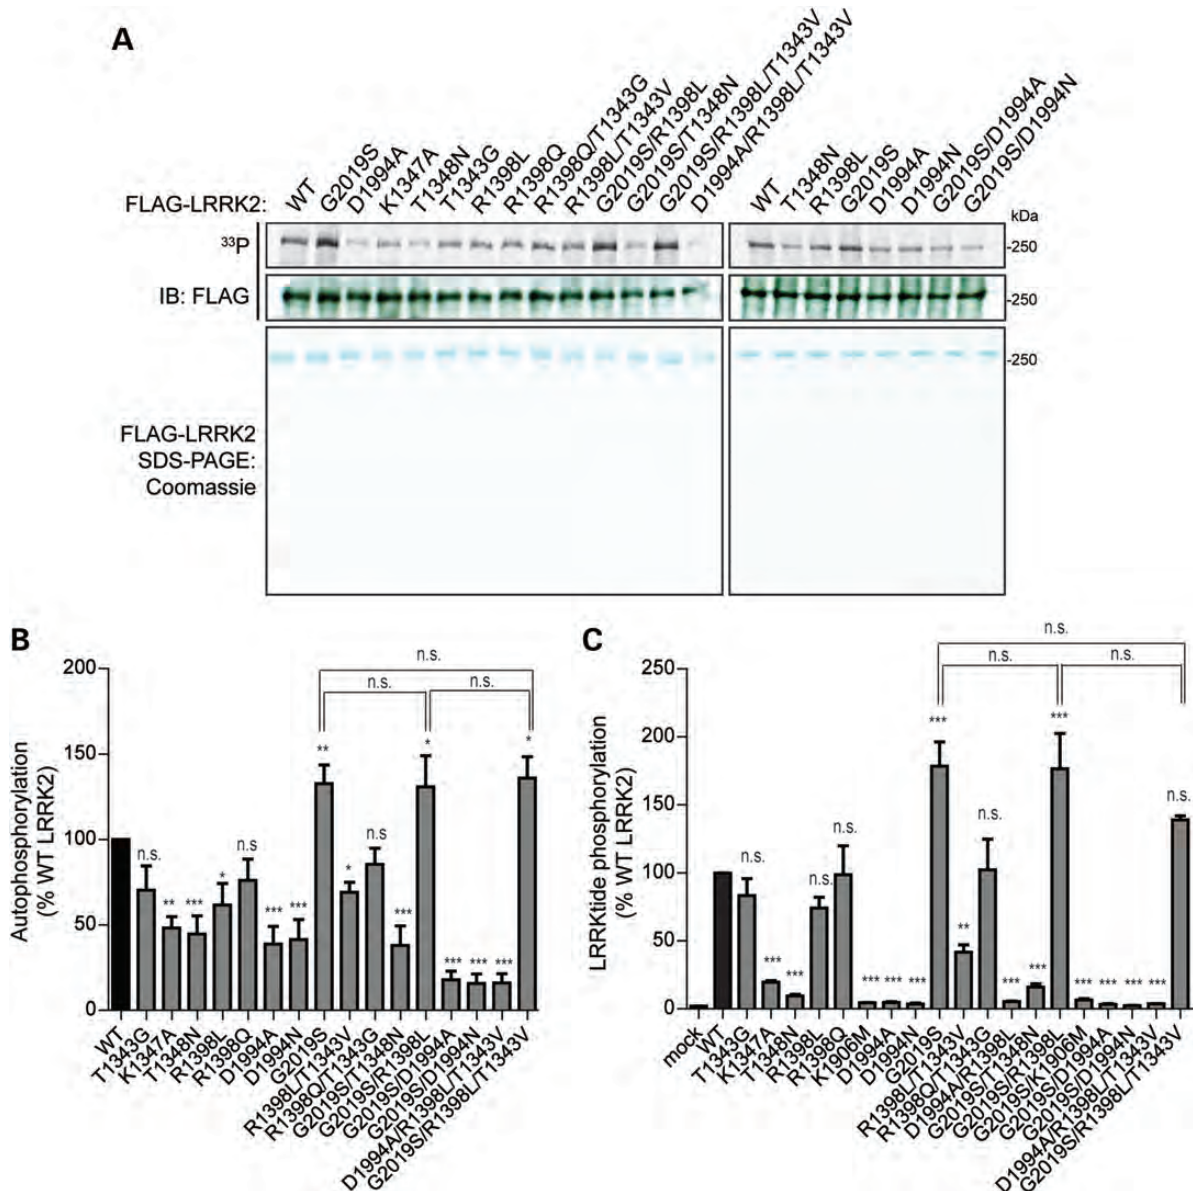 A
FLAG-LRRK2:
WT
G2019S
D1994A
K1347A
T1348N
T1343G
R1398L
R1398Q
R1398Q/T1343G
R1398L/T1343V
G2019S/R1398L
G2019S/T1348N
G2019S/R1398L/T1343V
D1994A/R1398L/T1343V
WT
T1348N
R1398L
G2019S
D1994A
D1994N
G2019S/D1994A
G2019S/D1994N
kDa
33P
-250
IB: FLAG
-250
-250
FLAG-LRRK2
SDS-PAGE:
Coomassie
B
Autophosphorylation
(% WT LRRK2)
200
150
100
50
0
n.s.
n.s.
n.s.
n.s.
**
***
*
n.s
***
***
**
*
n.s
***
*
***
***
***
*
WT
T1343G
K1347A
T1348N
R1398L
R1398Q
D1994A
D1994N
G2019S
R1398L/T1343V
R1398Q/T1343G
G2019S/T1348N
G2019S/R1398L
G2019S/D1994A
G2019S/D1994N
D1994A/R1398L/T1343V
G2019S/R1398L/T1343V
C
LRRKtide phosphorylation
(% WT LRRK2)
250
200
150
100
50
0
n.s.
n.s.
n.s.
n.s.
***
***
n.s.
n.s.
***
***
***
***
**
n.s.
***
***
***
***
***
***
***
n.s.
mock
WT
T1343G
K1347A
T1348N
R1398L
R1398Q
K1906M
D1994A
D1994N
G2019S
R1398L/T1343V
R1398Q/T1343G
D1994A/R1398L
G2019S/T1348N
G2019S/R1398L
G2019S/K1906M
G2019S/D1994A
G2019S/D1994N
D1994A/R1398L/T1343V
G2019S/R1398L/T1343V